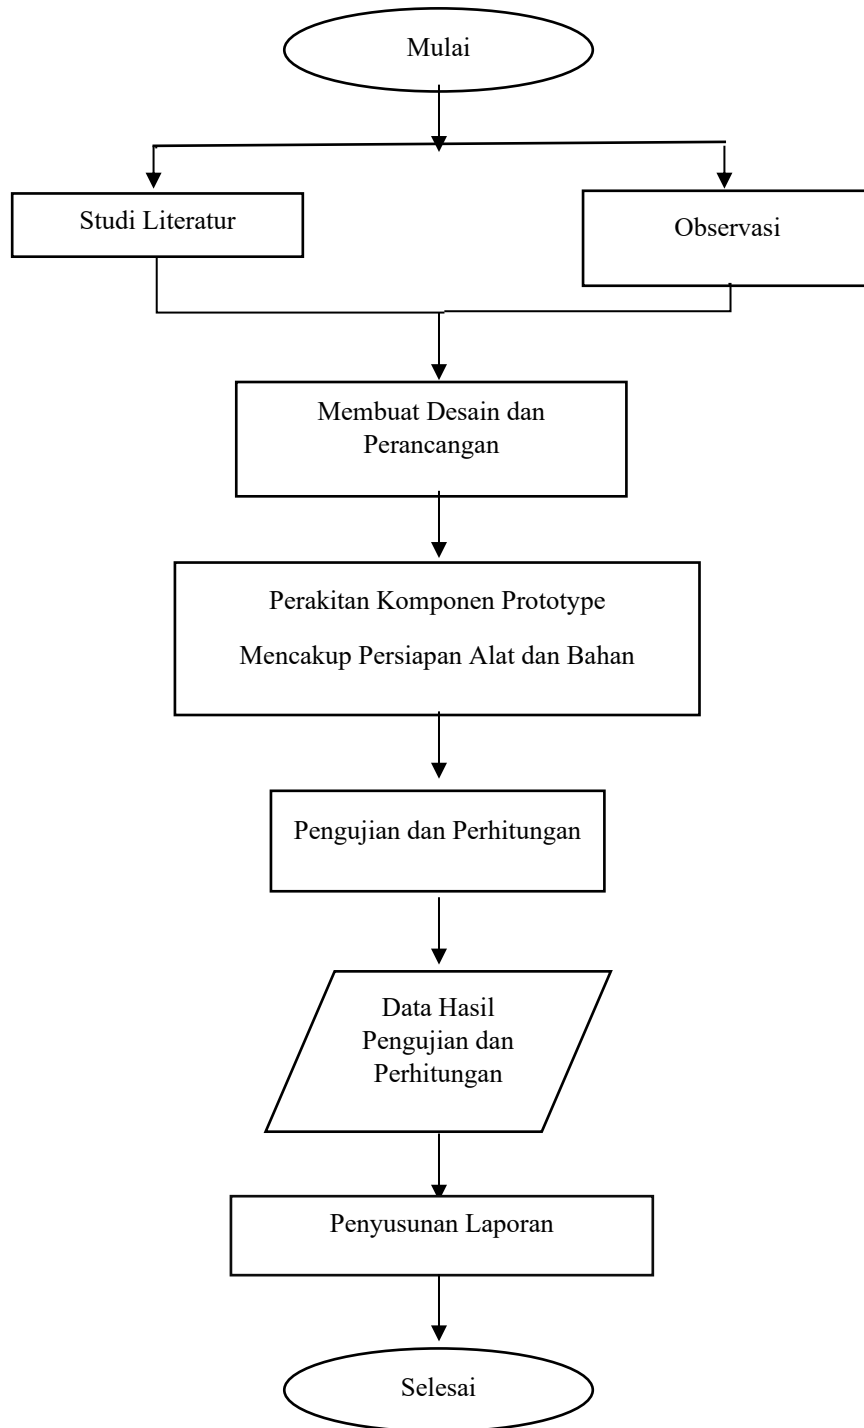 Mulai
Studi Literatur
Observasi
Membuat Desain dan
Perancangan
Perakitan Komponen Prototype
Mencakup Persiapan Alat dan Bahan
Pengujian dan Perhitungan
Data Hasil
Pengujian dan
Perhitungan
Penyusunan Laporan
Selesai